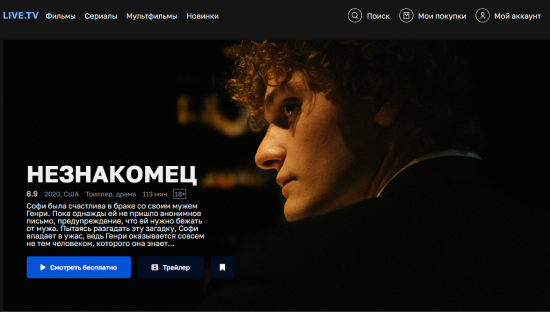 LIVE.TV Фильмы Сериалы Мультфильмы Новинки Поиск Мои покупки Мой аккаунт
НЕЗНАКОМЕЦ
8.9 2020, США Триллер, драма 113 мин 18+
Софи была счастлива в браке со своим мужем
Генри. Пока однажды ей не пришло анонимное
письмо, предупреждение, что ей нужно бежать
от мужа. Пытаясь разгадать эту загадку, Софи
впадает в ужас, ведь Генри оказывается совсем
не тем человеком, которого она знает...
Смотреть бесплатно Трейлер